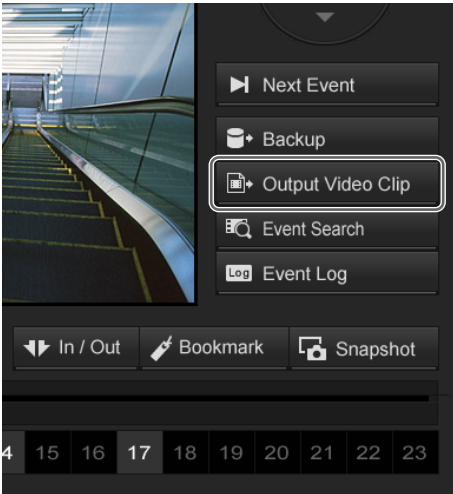 Next Event
Backup
Output Video Clip
Event Search
Log Event Log
In / Out Bookmark Snapshot
4 15 16 17 18 19 20 21 22 23